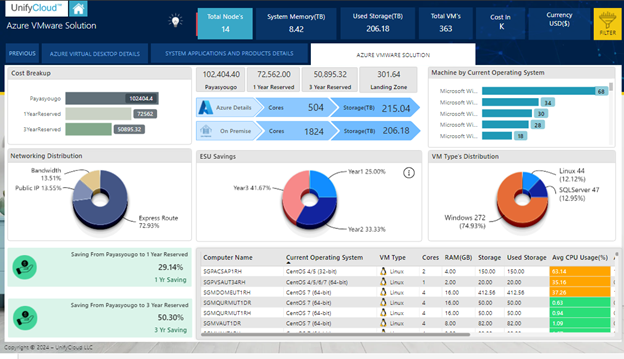 UnifyCloud™
Azure VMware Solution
Total Node's
14
System Memory(TB)
8.42
Used Storage(TB)
206.18
Total VM's
363
Cost In
K
Currency
USD($)
FILTER
PREVIOUS
AZURE VIRTUAL DESKTOP DETAILS
SYSTEM APPLICATIONS AND PRODUCTS DETAILS
AZURE VMWARE SOLUTION
Cost Breakup
Payasyougo 102404.4
1YearReserved 72562
3YearReserved 50895.32
102,404.40
Payasyougo
72,562.00
1 Year Reserved
50,895.32
3 Year Reserved
301.64
Landing Zone
Azure Details Cores 504 Storage(TB) 215.04
On Premise Cores 1824 Storage(TB) 206.18
Machine by Current Operating System
Microsoft Wi... 68
Microsoft Wi... 34
Microsoft Wi... 30
Microsoft Wi... 28
Microsoft Wi... 18
Networking Distribution
Bandwidth
13.51%
Public IP 13.55%
Express Route
72.93%
ESU Savings
Year1 25.00%
Year3 41.67%
Year2 33.33%
VM Type's Distribution
Linux 44
(12.12%)
SQLServer 47
(12.95%)
Windows 272
(74.93%)
Saving From Payasyougo to 1 Year Reserved
29.14%
1 Yr Saving
Saving From Payasyougo to 3 Year Reserved
50.30%
3 Yr Saving
Computer Name Current Operating System VM Type Cores RAM(GB) Storage Used Storage Avg CPU Usage(%)
SGPACSAP1RH CentOS 4/5 (32-bit) Linux 2 4.00 150.00 150.00 63.14
SGPVSAUT34RH CentOS 4/5/6/7 (64-bit) Linux 1 2.00 20.00 20.00 35.18
SGMDOMEUT1RH CentOS 7 (64-bit) Linux 4 16.00 412.56 412.56 37.26
SGMQURMUT01DR CentOS 7 (64-bit) Linux 4 16.00 50.00 50.00 0.63
SGMQURMUT01RH CentOS 7 (64-bit) Linux 4 16.00 50.00 50.00 0.94
SGMVAUT1DR CentOS 7 (64-bit) Linux 4 8.00 82.00 82.00 1.09
Copyright © 2024 – UnifyCloud LLC